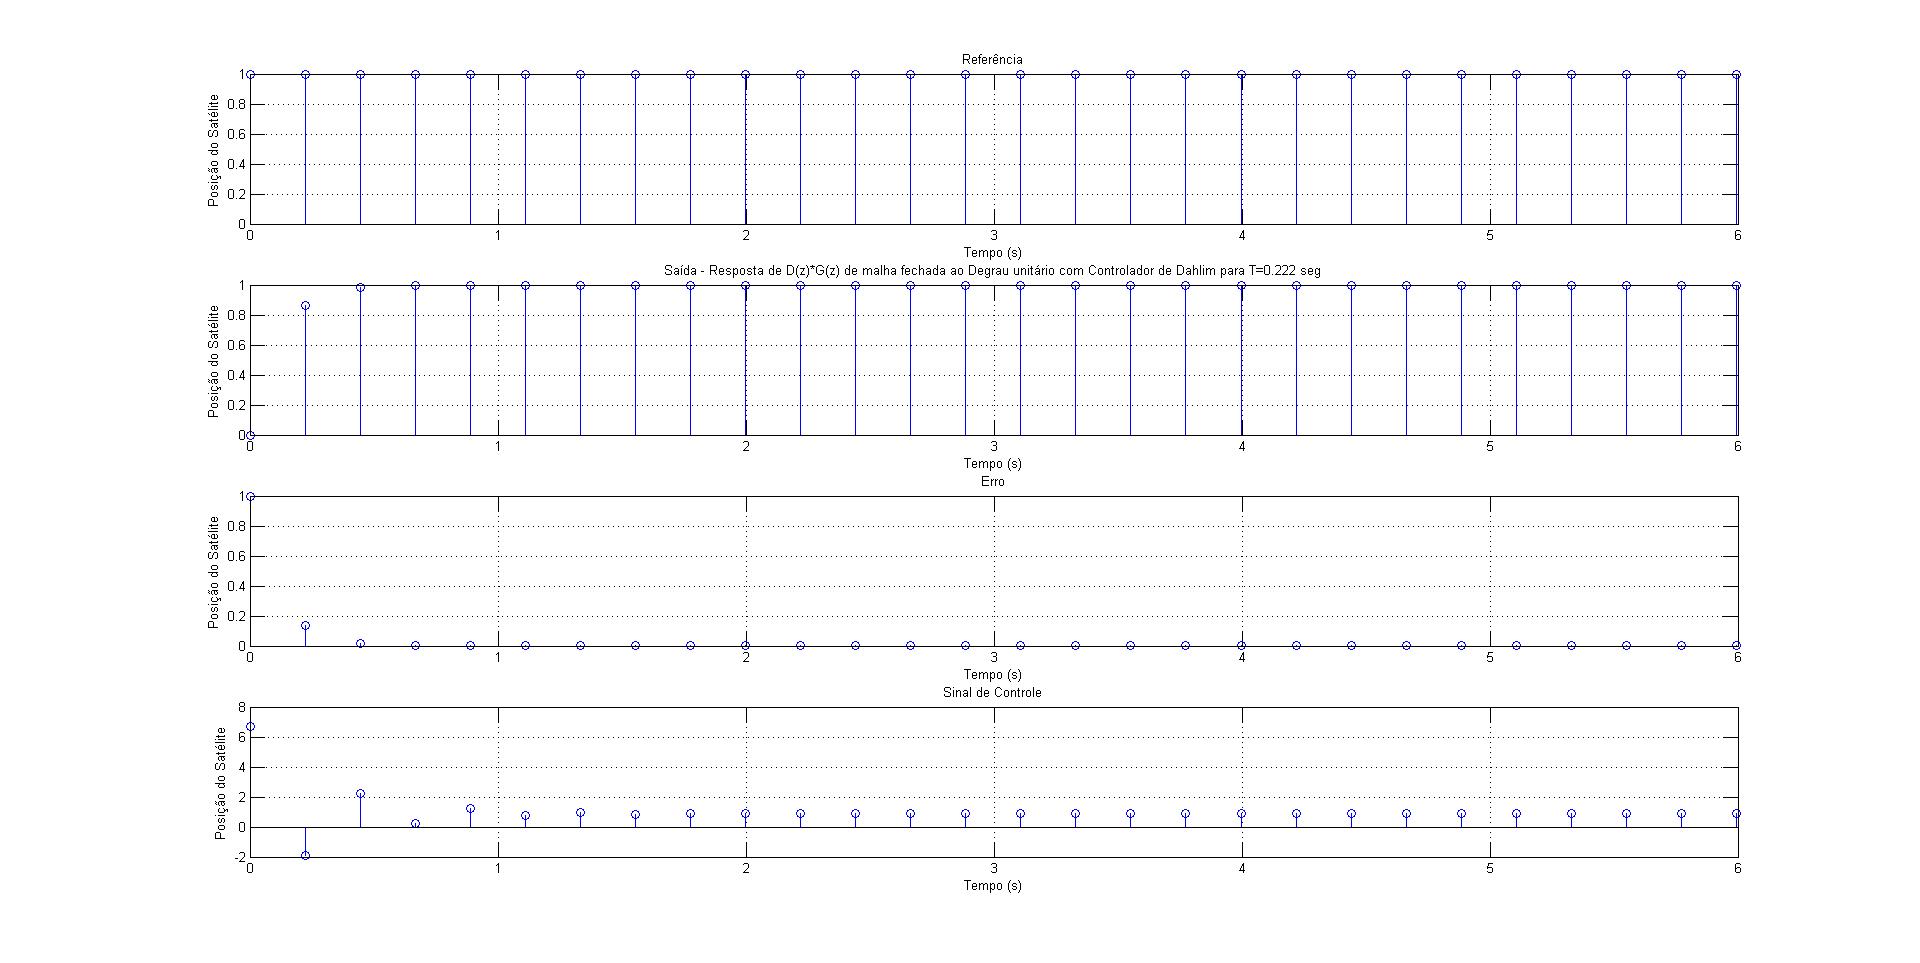 Referência
Posição do Satélite
1
0.8
0.6
0.4
0.2
0
0 1 2 3 4 5 6
Tempo (s)
Saída - Resposta de D(z)*G(z) de malha fechada ao Degrau unitário com Controlador de Dahlim para T=0.222 seg
Posição do Satélite
1
0.8
0.6
0.4
0.2
0
0 1 2 3 4 5 6
Tempo (s)
Erro
Posição do Satélite
1
0.8
0.6
0.4
0.2
0
0 1 2 3 4 5 6
Tempo (s)
Sinal de Controle
Posição do Satélite
8
6
4
2
0
-2
0 1 2 3 4 5 6
Tempo (s)